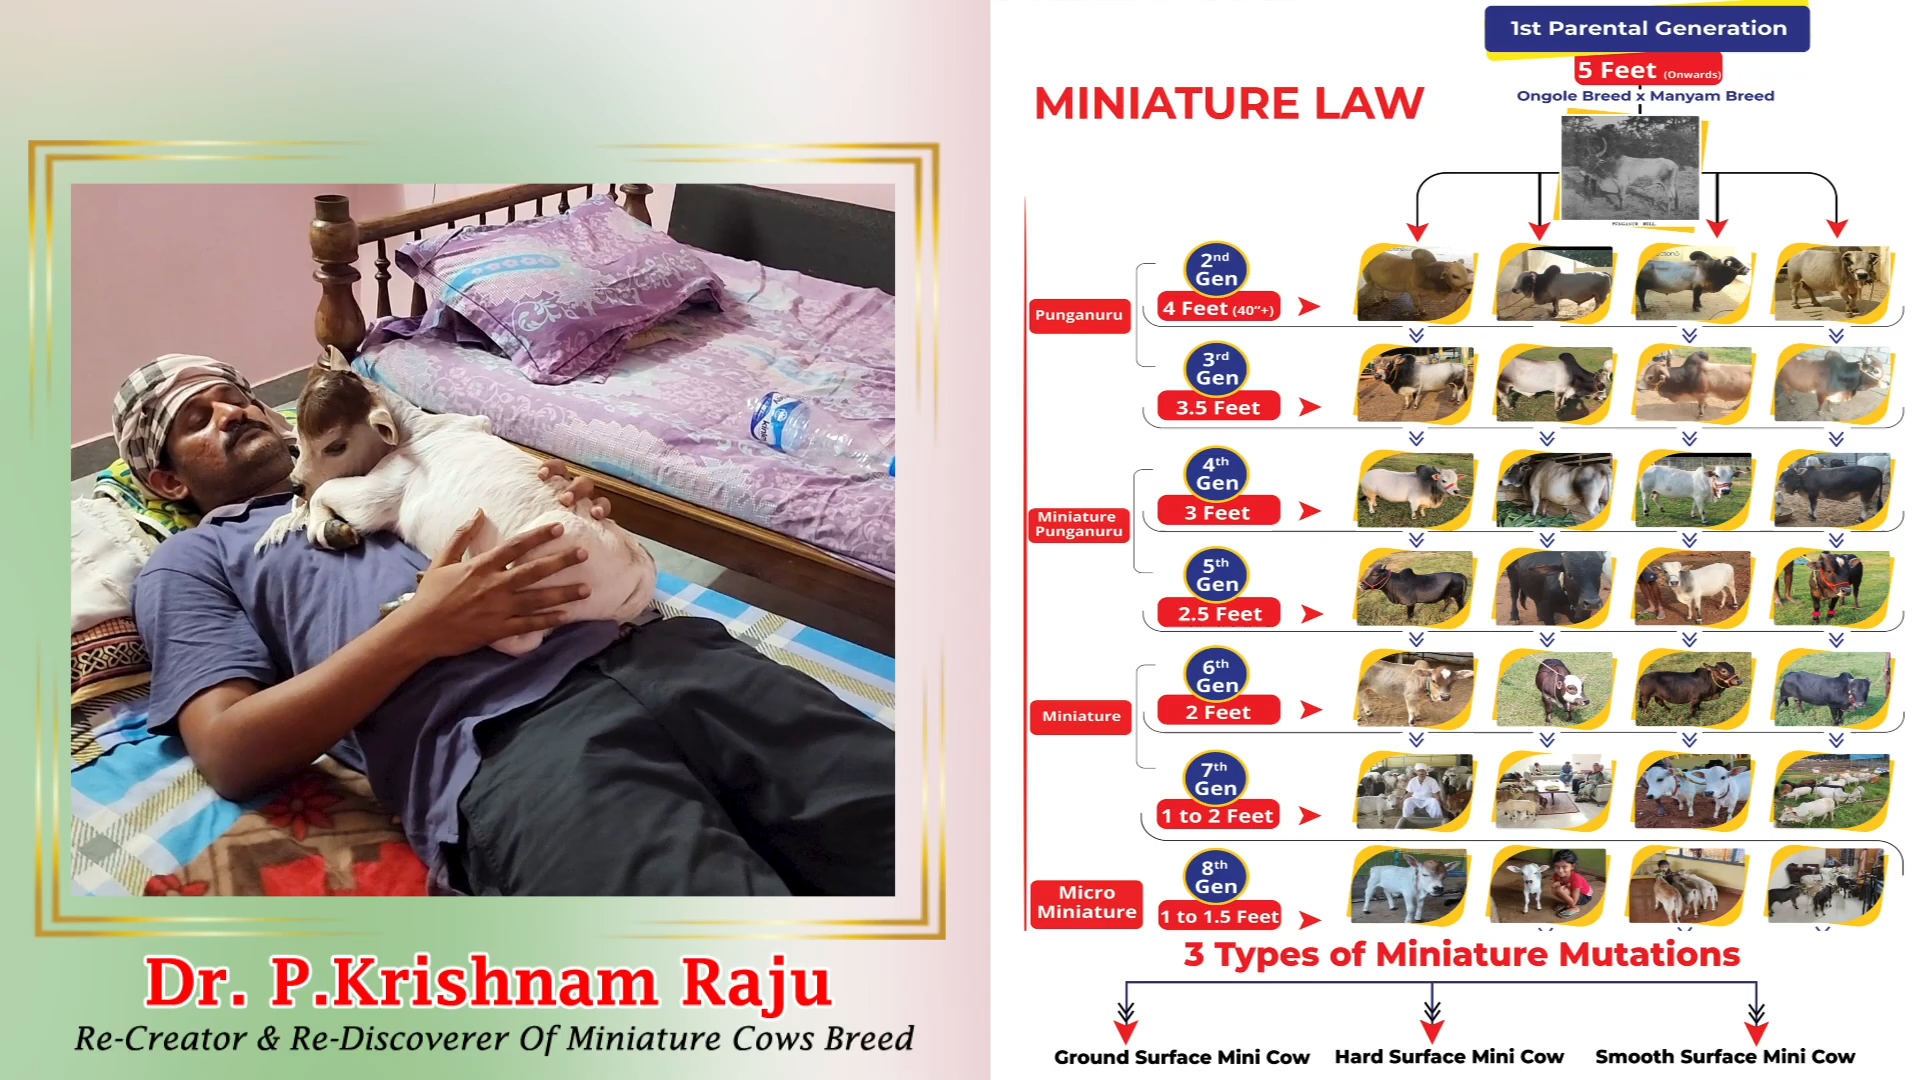 Dr. P.Krishnam Raju
Re-Creator & Re-Discoverer Of Miniature Cows Breed
MINIATURE LAW
1st Parental Generation
5 Feet (Onwards)
Ongole Breed x Manyam Breed
PUNGANUR BULL
Punganuru
2nd
Gen
4 Feet (40"+)
3rd
Gen
3.5 Feet
Miniature
Punganuru
4th
Gen
3 Feet
5th
Gen
2.5 Feet
Miniature
6th
Gen
2 Feet
7th
Gen
1 to 2 Feet
Micro
Miniature
8th
Gen
1 to 1.5 Feet
3 Types of Miniature Mutations
Ground Surface Mini Cow
Hard Surface Mini Cow
Smooth Surface Mini Cow